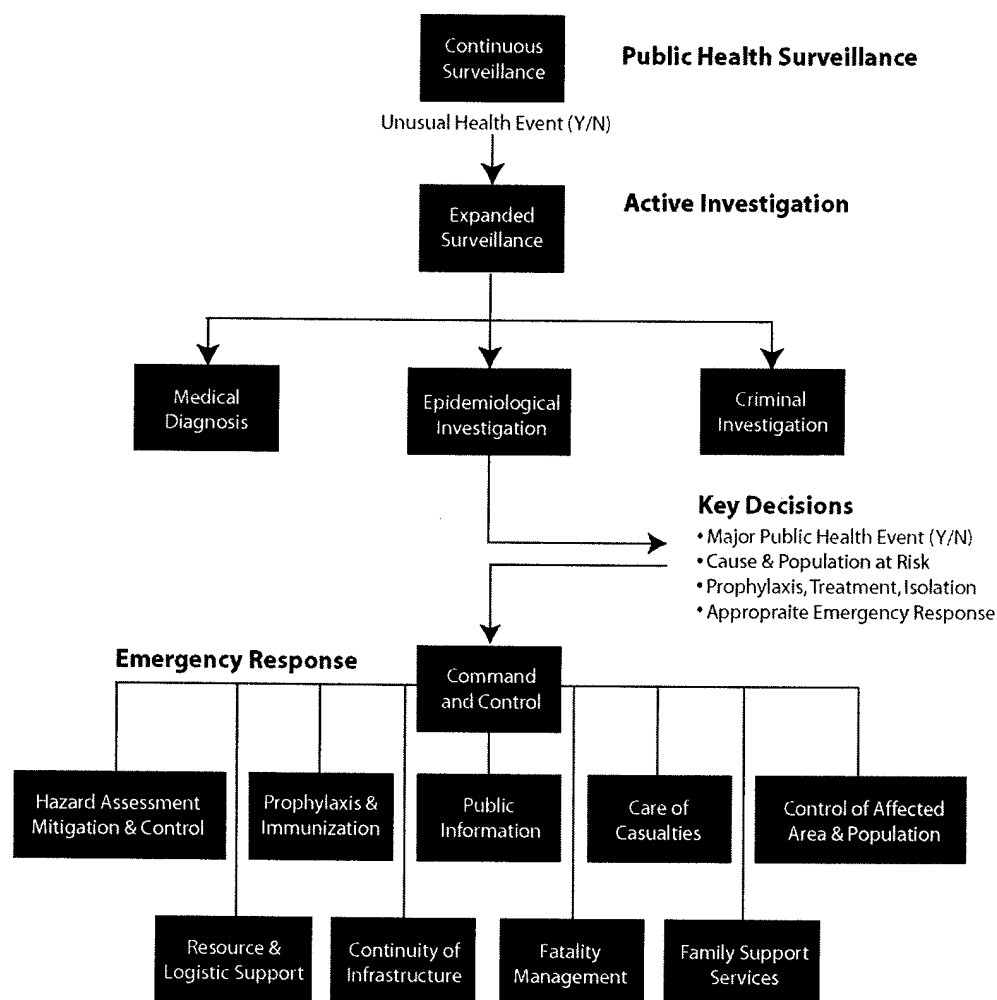 Continuous
Surveillance
Public Health Surveillance
Unusual Health Event (Y/N)
Expanded
Surveillance
Active Investigation
Medical
Diagnosis
Epidemiological
Investigation
Criminal
Investigation
Key Decisions
• Major Public Health Event (Y/N)
• Cause & Population at Risk
• Prophylaxis, Treatment, Isolation
• Appropraite Emergency Response
Emergency Response
Command
and Control
Hazard Assessment
Mitigation & Control
Prophylaxis &
Immunization
Public
Information
Care of
Casualties
Control of Affected
Area & Population
Resource &
Logistic Support
Continuity of
Infrastructure
Fatality
Management
Family Support
Services